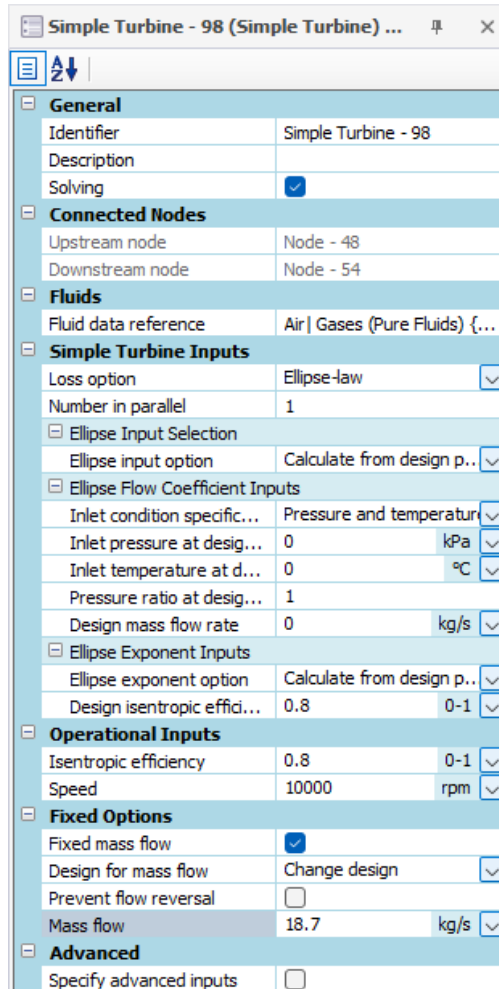 Simple Turbine - 98 (Simple Turbine) ...
General
Identifier Simple Turbine - 98
Description
Solving
Connected Nodes
Upstream node Node - 48
Downstream node Node - 54
Fluids
Fluid data reference Air| Gases (Pure Fluids) {...
Simple Turbine Inputs
Loss option Ellipse-law
Number in parallel 1
Ellipse Input Selection
Ellipse input option Calculate from design p...
Ellipse Flow Coefficient Inputs
Inlet condition specific... Pressure and temperature
Inlet pressure at desig... 0 kPa
Inlet temperature at d... 0 °C
Pressure ratio at desig... 1
Design mass flow rate 0 kg/s
Ellipse Exponent Inputs
Ellipse exponent option Calculate from design p...
Design isentropic effici... 0.8 0-1
Operational Inputs
Isentropic efficiency 0.8 0-1
Speed 10000 rpm
Fixed Options
Fixed mass flow
Design for mass flow Change design
Prevent flow reversal
Mass flow 18.7 kg/s
Advanced
Specify advanced inputs